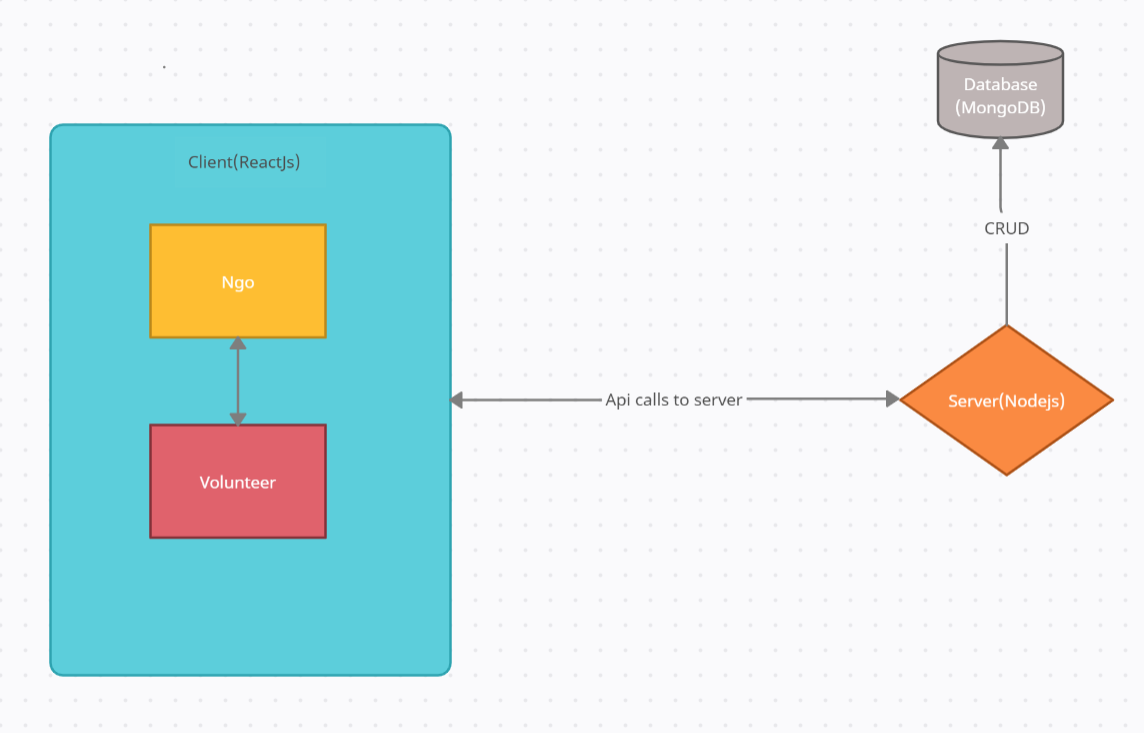 Database
(MongoDB)
Client(ReactJs)
CRUD
Ngo
Api calls to server
Server(Nodejs)
Volunteer